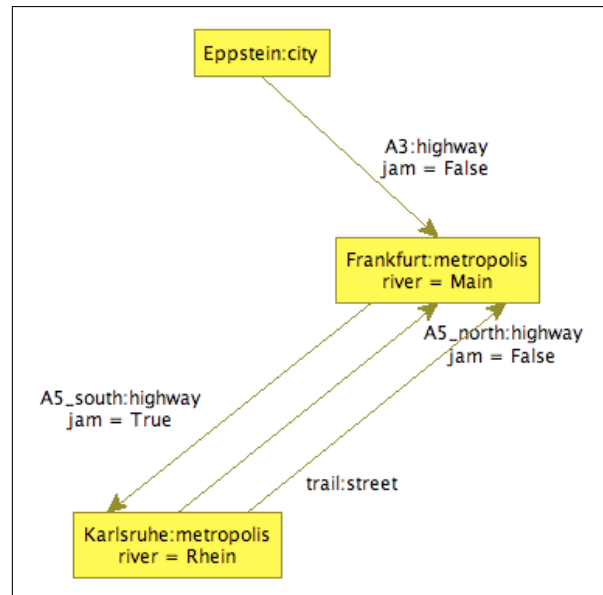 Eppstein:city
A3:highway
jam = False
Frankfurt:metropolis
river = Main
A5_north:highway
jam = False
A5_south:highway
jam = True
trail:street
Karlsruhe:metropolis
river = Rhein